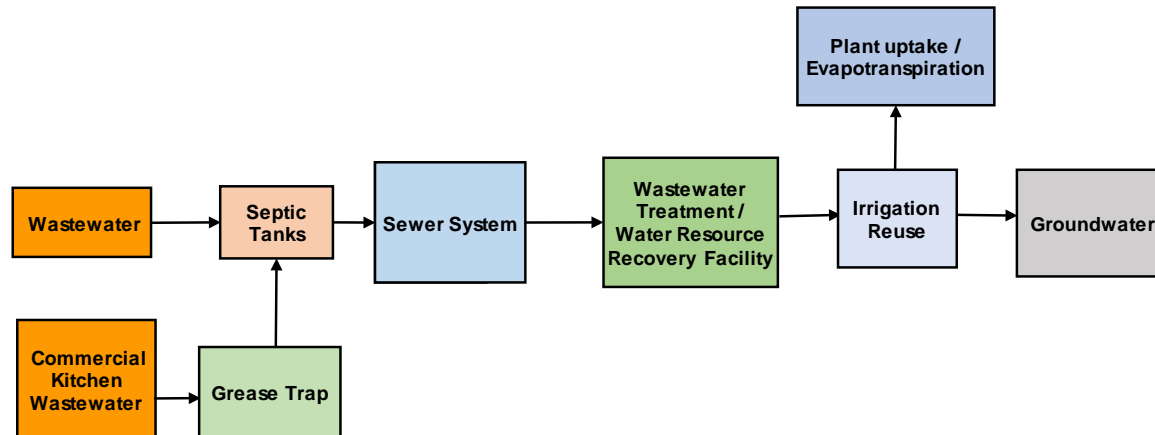 Plant uptake /
Evapotranspiration
Wastewater
Septic
Tanks
Sewer System
Wastewater
Treatment /
Water Resource
Recovery Facility
Irrigation
Reuse
Groundwater
Commercial
Kitchen
Wastewater
Grease Trap